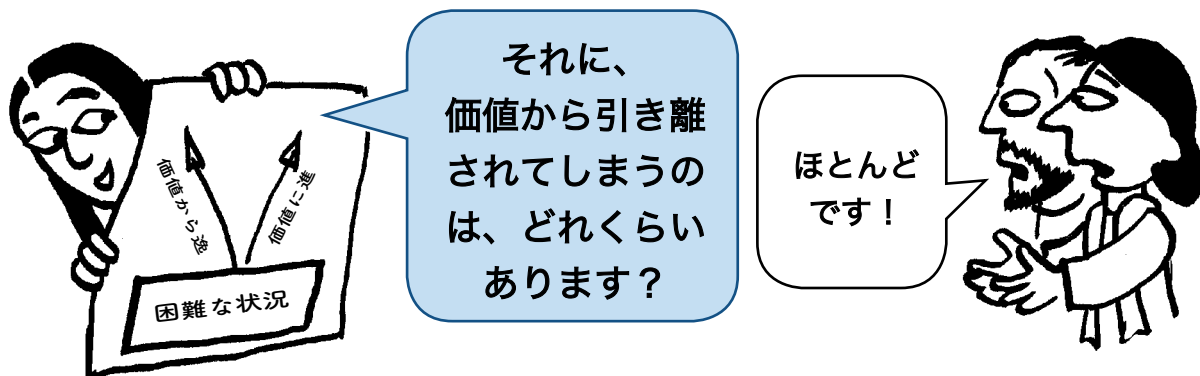 価値から逸
価値に進
困難な状況
それに、
価値から引き離
されてしまうの
は、どれくらい
あります？
ほとんど
です！